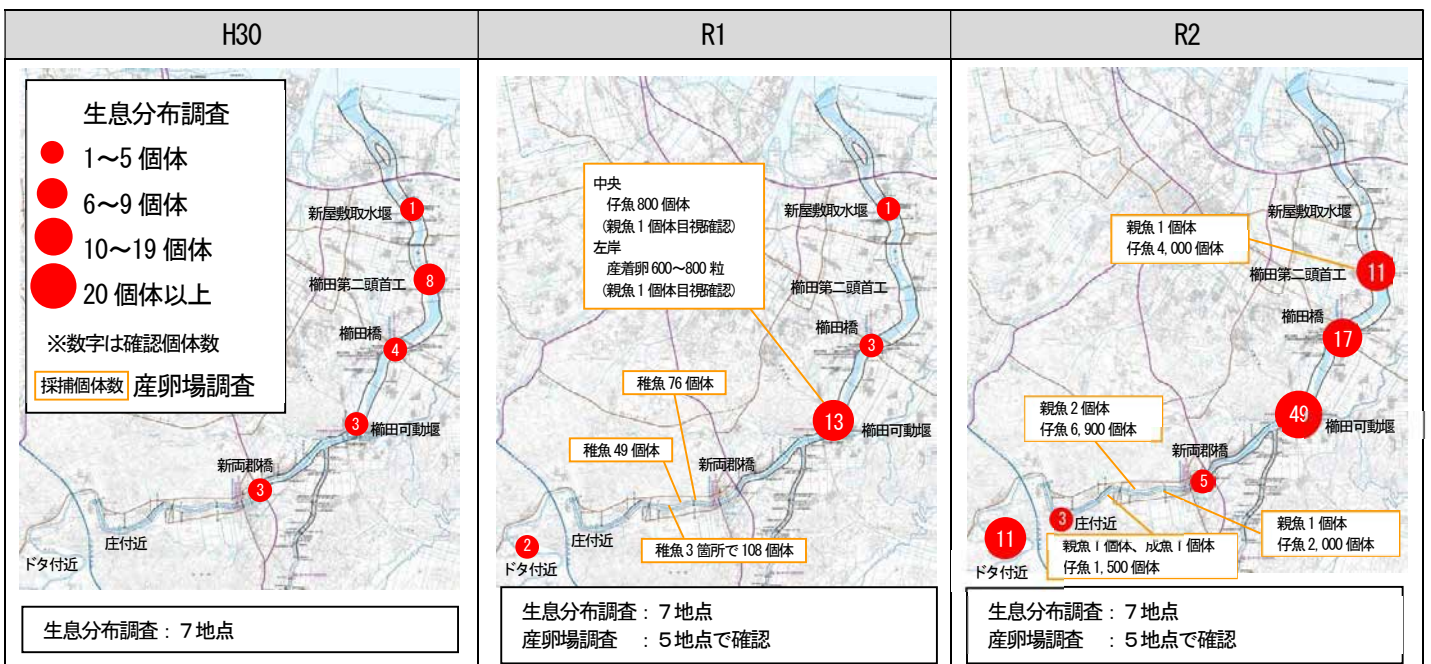 H30
R1
R2
生息分布調査
1～5 個体
6～9 個体
10～19 個体
20 個体以上
※数字は確認個体数
採捕個体数 産卵場調査
新屋敷取水堰
1
8
櫛田第二頭首工
櫛田橋
4
3
櫛田可動堰
新両郡橋
3
庄付近
ドタ付近
生息分布調査：7地点
中央
仔魚 800 個体
(親魚 1 個体目視確認)
左岸
産着卵 600～800 粒
(親魚 1 個体目視確認)
新屋敷取水堰
1
櫛田第二頭首工
櫛田橋
3
稚魚 76 個体
13
櫛田可動堰
稚魚 49 個体
新両郡橋
庄付近
稚魚 3 箇所で 108 個体
2
ドタ付近
生息分布調査：7地点
産卵場調査 ：5地点で確認
新屋敷取水堰
親魚 1 個体
仔魚 4,000 個体
櫛田第二頭首工
11
櫛田橋
17
親魚 2 個体
仔魚 6,900 個体
49
櫛田可動堰
新両郡橋
5
3
庄付近
親魚 1 個体
仔魚 2,000 個体
11
ドタ付近
親魚 1 個体、成魚 1 個体
仔魚 1,500 個体
生息分布調査：7地点
産卵場調査 ：5地点で確認